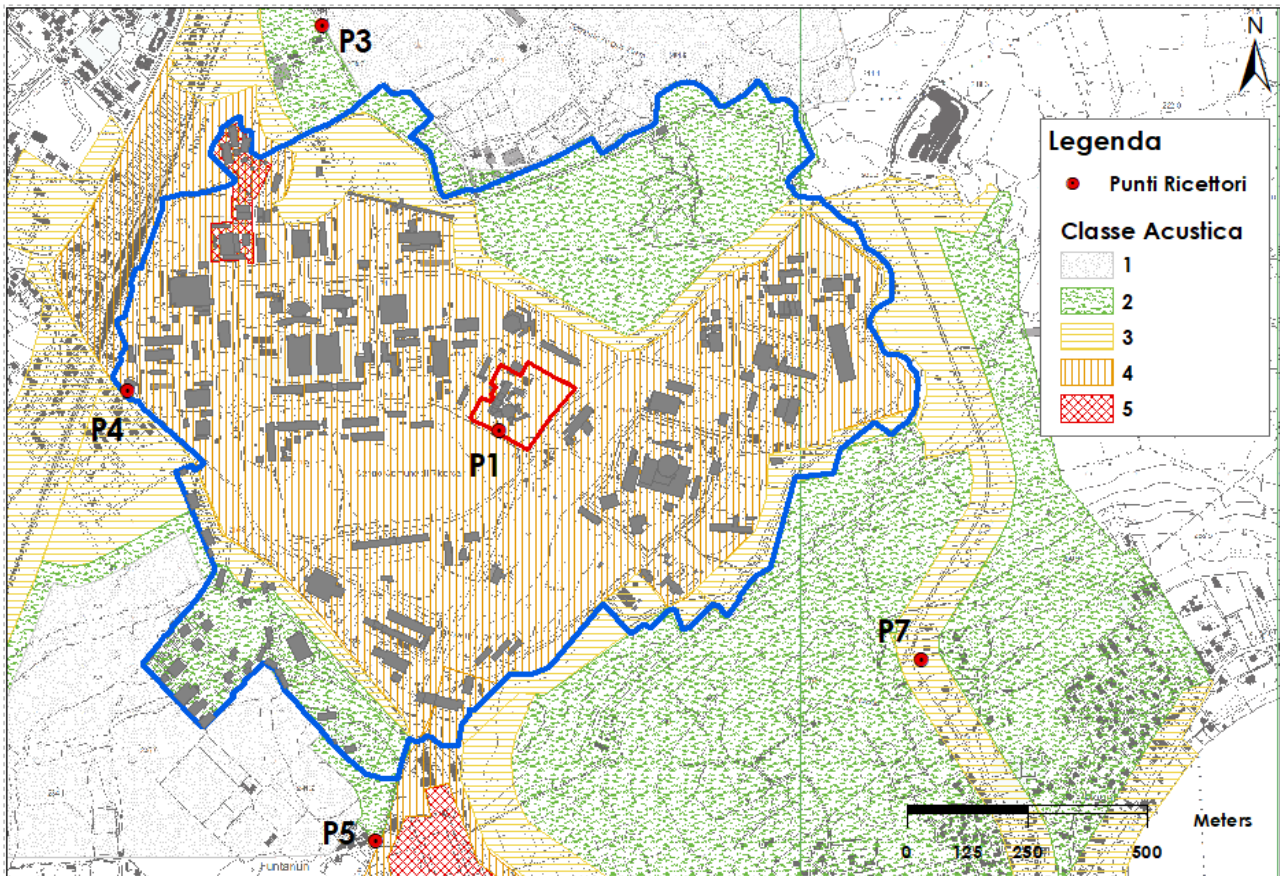 P3
N
Legenda
Punti Ricettori
Classe Acustica
1
2
3
4
5
P4
P1
P7
P5
Meters
0 125 250 500